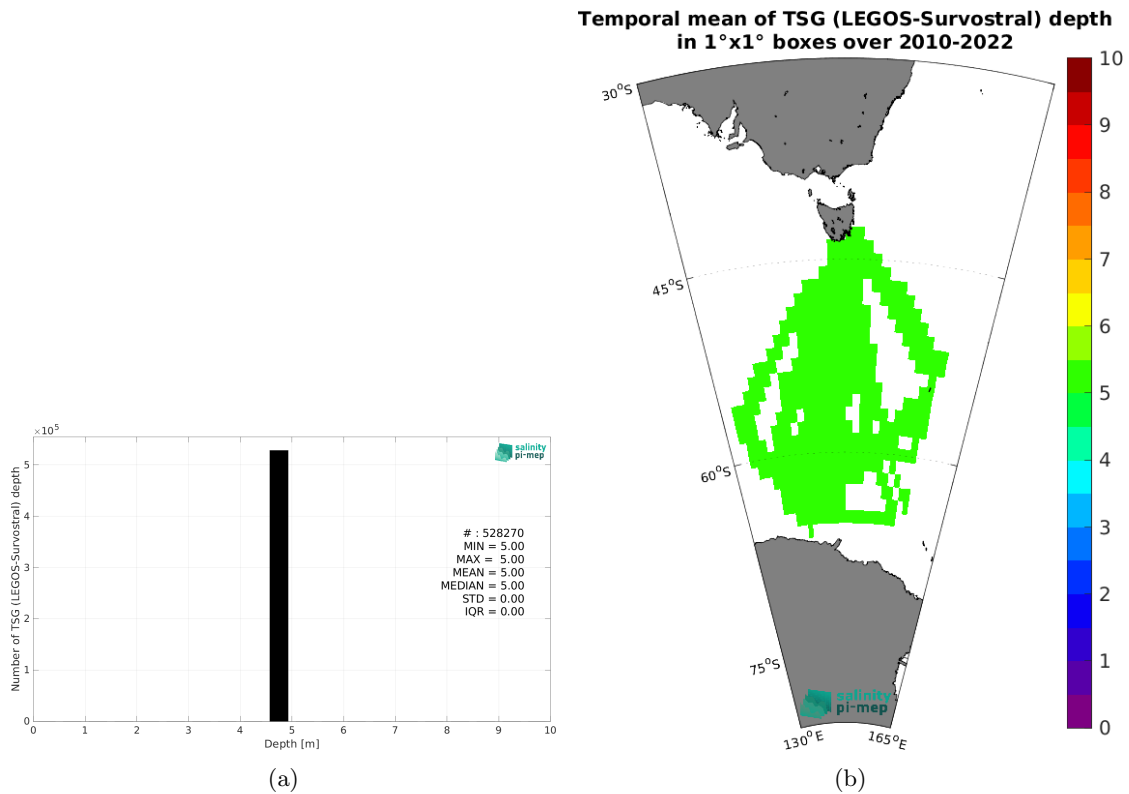 ×10⁵
5
4
3
2
1
0
0 1 2 3 4 5 6 7 8 9 10
Number of TSG (LEGOS-Survostral) depth
Depth [m]
salinity
pi-mep
# : 528270
MIN = 5.00
MAX = 5.00
MEAN = 5.00
MEDIAN = 5.00
STD = 0.00
IQR = 0.00
(a)
Temporal mean of TSG (LEGOS-Survostral) depth
in 1°x1° boxes over 2010-2022
30°S
45°S
60°S
75°S
130°E
165°E
salinity
pi-mep
10
9
8
7
6
5
4
3
2
1
0
(b)